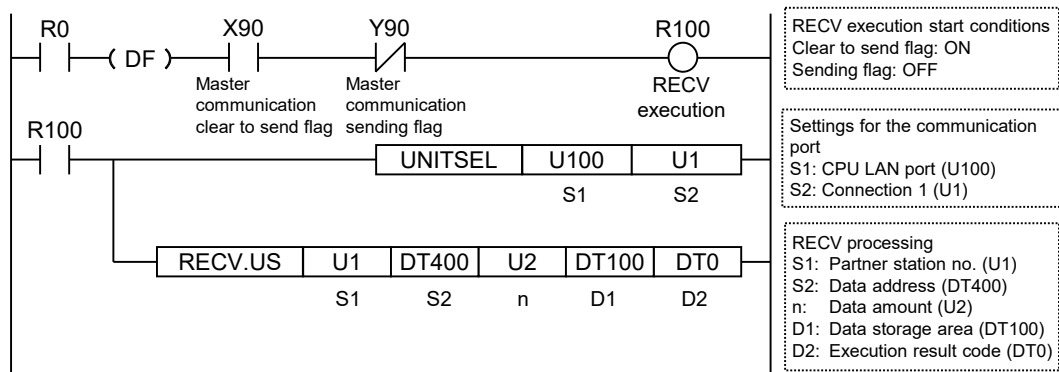 R0 X90 Y90 R100
( DF )
Master
communication
clear to send flag
Master
communication
sending flag
RECV
execution
RECV execution start conditions
Clear to send flag: ON
Sending flag: OFF
R100
UNITSEL U100 U1
S1 S2
Settings for the communication
port
S1: CPU LAN port (U100)
S2: Connection 1 (U1)
RECV.US U1 DT400 U2 DT100 DT0
S1 S2 n D1 D2
RECV processing
S1: Partner station no. (U1)
S2: Data address (DT400)
n: Data amount (U2)
D1: Data storage area (DT100)
D2: Execution result code (DT0)